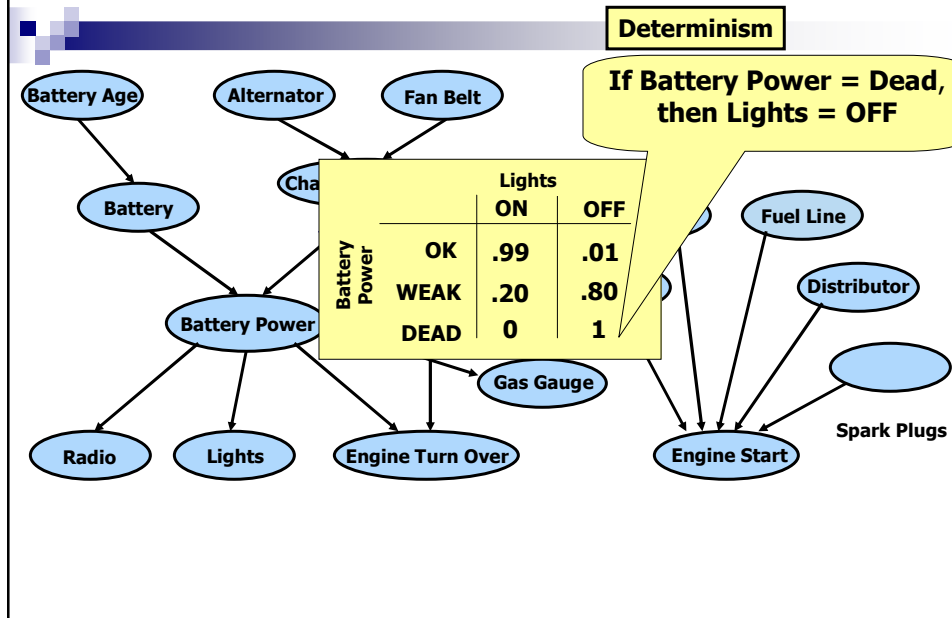 Determinism
If Battery Power = Dead,
then Lights = OFF
Battery Age
Alternator
Fan Belt
Cha
Lights
ON OFF
Battery
Power
OK .99 .01
WEAK .20 .80
DEAD 0 1
Battery
Fuel Line
Distributor
Battery Power
Gas Gauge
Spark Plugs
Radio
Lights
Engine Turn Over
Engine Start